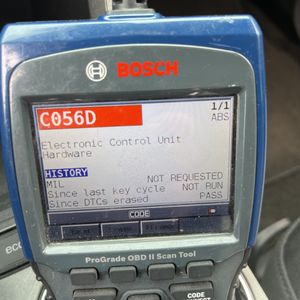 BOSCH
C056D
1/1
ABS
Electronic Control Unit
Hardware
HISTORY
MIL NOT REQUESTED
Since last key cycle NOT RUN
Since DTCs erased PASS
CODE
ProGrade OBD II Scan Tool
CODE